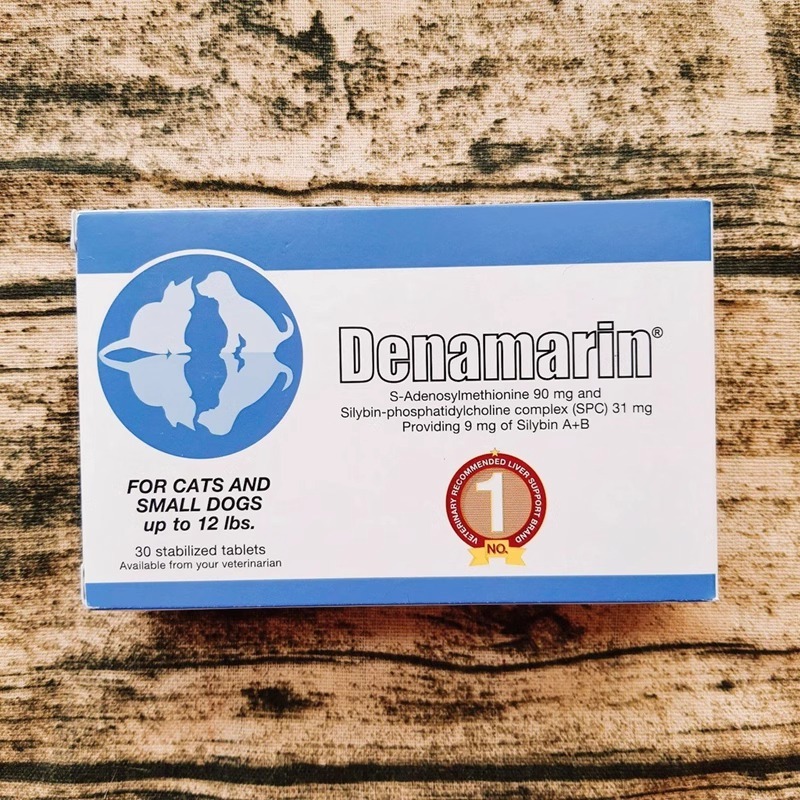 Denamarin®
S-Adenosylmethionine 90 mg and
Silybin-phosphatidylcholine complex (SPC) 31 mg
Providing 9 mg of Silybin A+B
FOR CATS AND
SMALL DOGS
up to 12 lbs.
30 stabilized tablets
Available from your veterinarian
VETERINARY RECOMMENDED LIVER SUPPORT BRAND
1
NO.